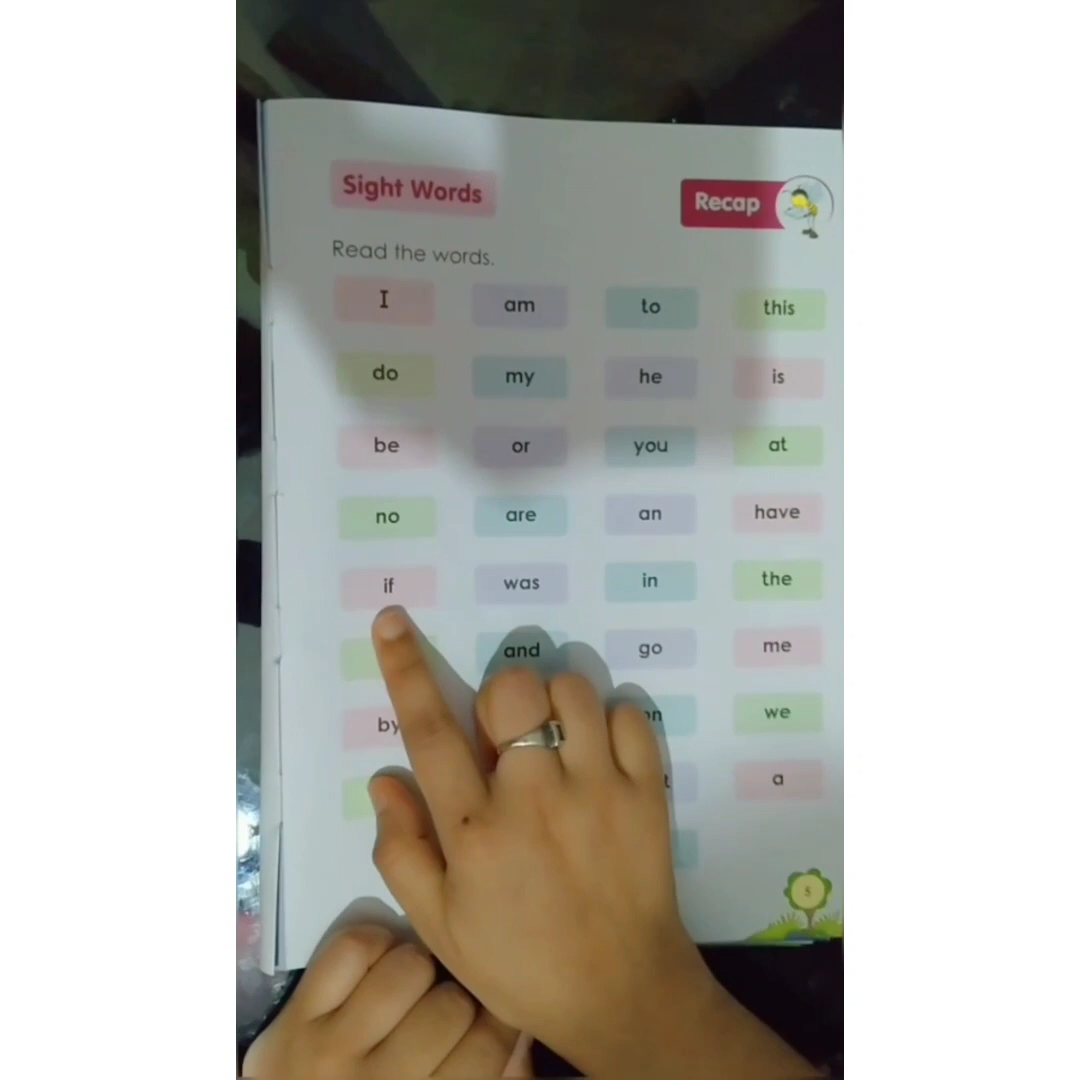 Sight Words
Recap
Read the words.
I am to this
do my he is
be or you at
no are an have
if was in the
and go me
by we
a